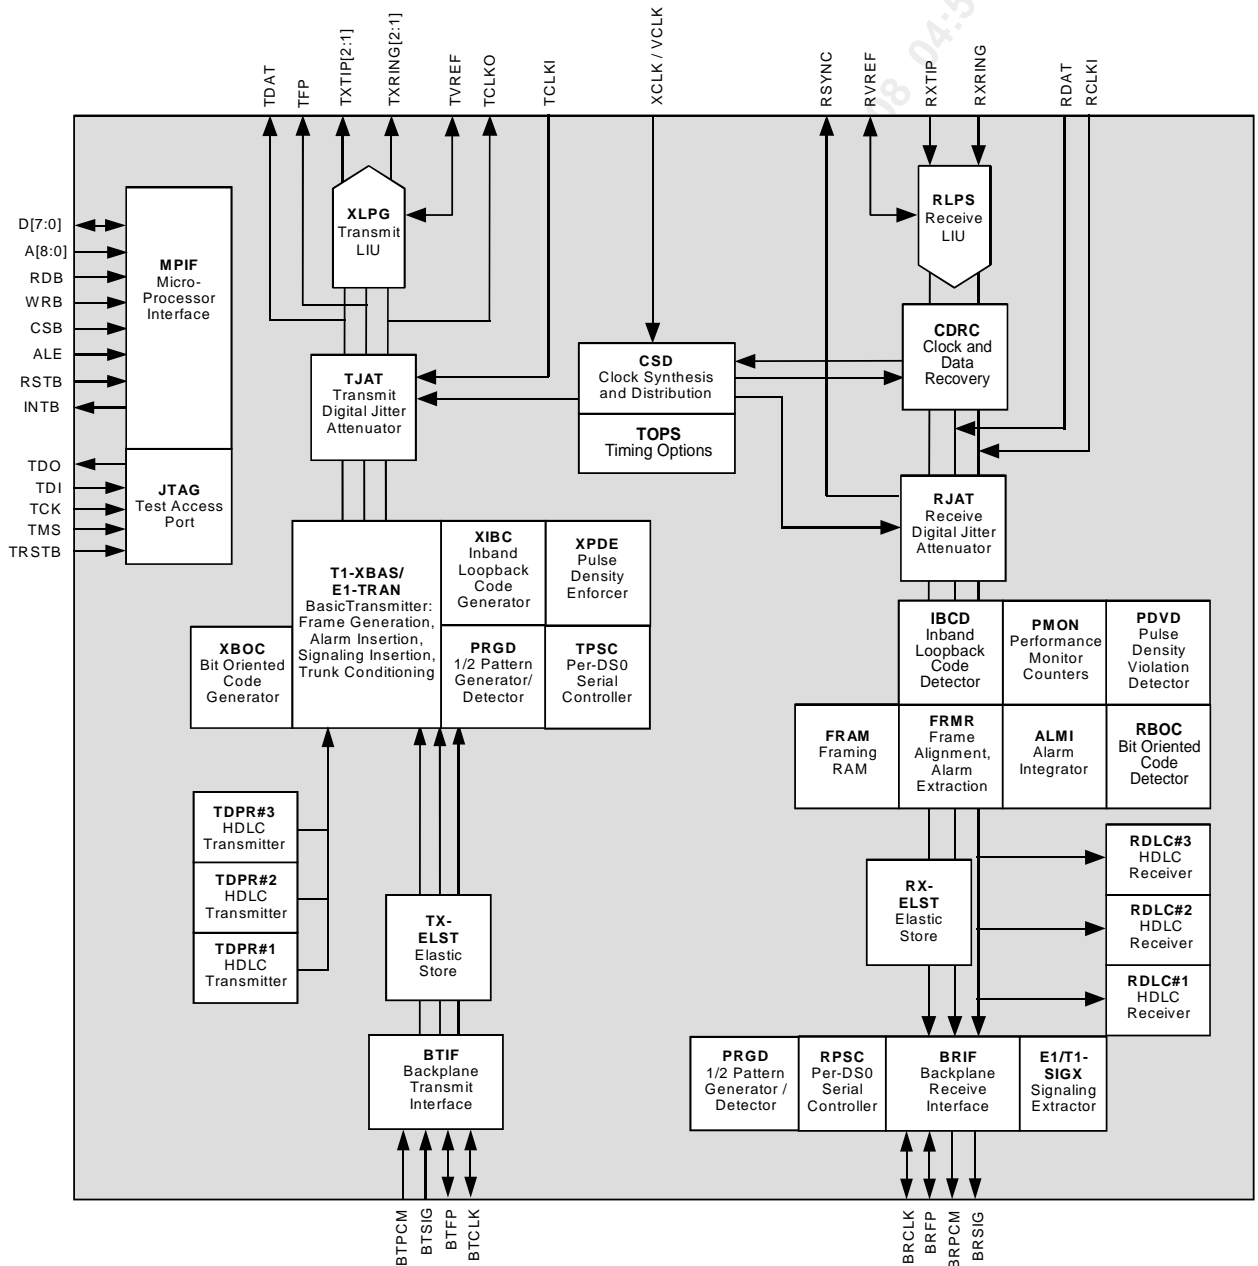 08 04:5
TDAT
TFP
TXTIP[2:1]
TXRING[2:1]
TVREF
TCLKO
TCLKI
XCLK / VCLK
RSYNC
RVREF
RXTIP
RXRING
RDAT
RCLKI
D[7:0]
A[8:0]
RDB
WRB
CSB
ALE
RSTB
INTB
TDO
TDI
TCK
TMS
TRSTB
MPIF
Micro-
Processor
Interface
JTAG
Test Access
Port
XLPG
Transmit
LIU
TJAT
Transmit
Digital Jitter
Attenuator
CSD
Clock Synthesis
and Distribution
TOPS
Timing Options
RLPS
Receive
LIU
CDRC
Clock and
Data
Recovery
RJAT
Receive
Digital Jitter
Attenuator
XBOC
Bit Oriented
Code
Generator
T1-XBAS/
E1-TRAN
BasicTransmitter:
Frame Generation,
Alarm Insertion,
Signaling Insertion,
Trunk Conditioning
XIBC
Inband
Loopback
Code
Generator
XPDE
Pulse
Density
Enforcer
PRGD
1/2 Pattern
Generator/
Detector
TPSC
Per-DS0
Serial
Controller
IBCD
Inband
Loopback
Code
Detector
PMON
Performance
Monitor
Counters
PDVD
Pulse
Density
Violation
Detector
FRAM
Framing
RAM
FRMR
Frame
Alignment,
Alarm
Extraction
ALMI
Alarm
Integrator
RBOC
Bit Oriented
Code
Detector
TDPR#3
HDLC
Transmitter
TDPR#2
HDLC
Transmitter
TDPR#1
HDLC
Transmitter
TX-
ELST
Elastic
Store
RX-
ELST
Elastic
Store
RDLC#3
HDLC
Receiver
RDLC#2
HDLC
Receiver
RDLC#1
HDLC
Receiver
BTIF
Backplane
Transmit
Interface
PRGD
1/2 Pattern
Generator /
Detector
RPSC
Per-DS0
Serial
Controller
BRIF
Backplane
Receive
Interface
E1/T1-
SIGX
Signaling
Extractor
BTPCM
BTSIG
BTFP
BTCLK
BRCLK
BRFP
BRPCM
BRSIG